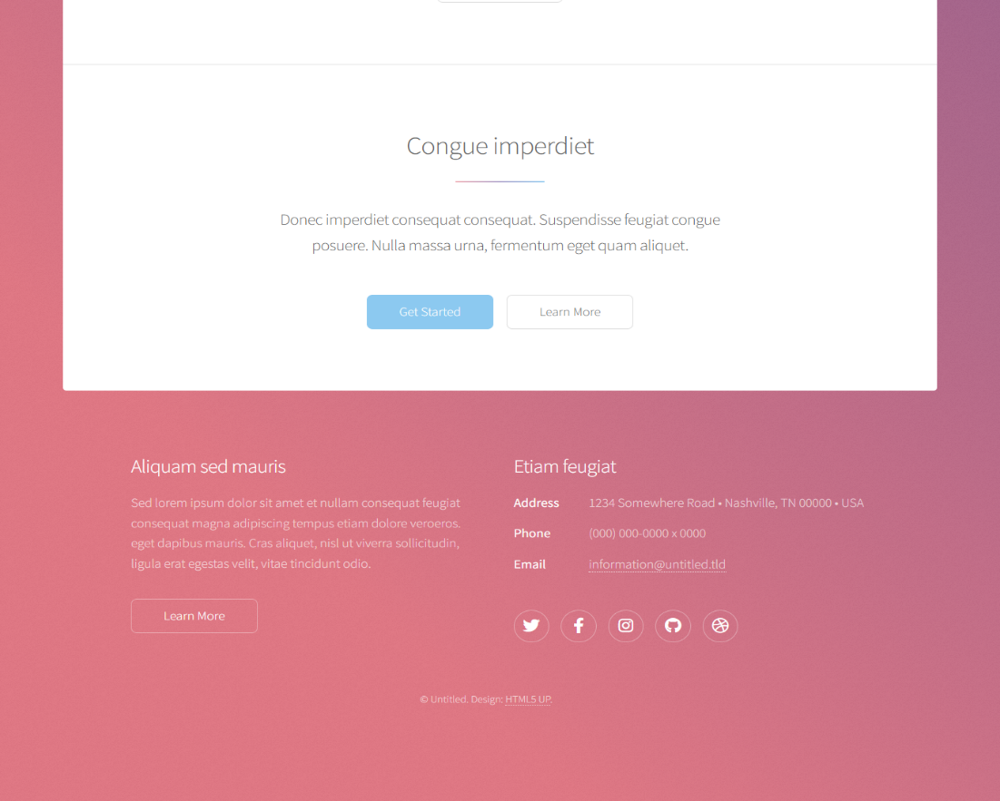 Congue imperdiet
Donec imperdiet consequat consequat. Suspendisse feugiat congue
posuere. Nulla massa urna, fermentum eget quam aliquet.
Get Started
Learn More
Aliquam sed mauris
Sed lorem ipsum dolor sit amet et nullam consequat feugiat
consequat magna adipiscing tempus etiam dolore veroeros.
eget dapibus mauris. Cras aliquet, nisl ut viverra sollicitudin,
ligula erat egestas velit, vitae tincidunt odio.
Learn More
Etiam feugiat
Address 1234 Somewhere Road • Nashville, TN 00000 • USA
Phone (000) 000-0000 x 0000
Email information@untitled.tld
© Untitled. Design: HTML5 UP.